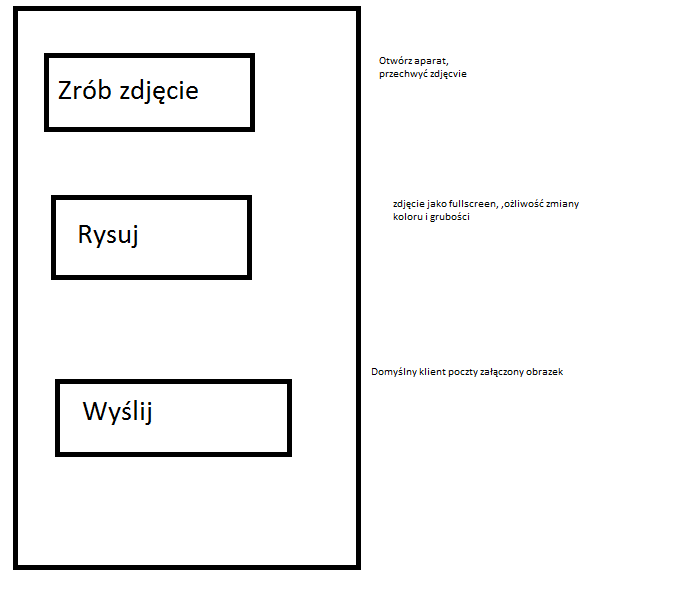 Zrób zdjęcie
Otwórz aparat,
przechwyć zdjęcvie
Rysuj
zdjęcie jako fullscreen, ,ożliwość zmiany
koloru i grubości
Wyślij
Domyślny klient poczty załączony obrazek